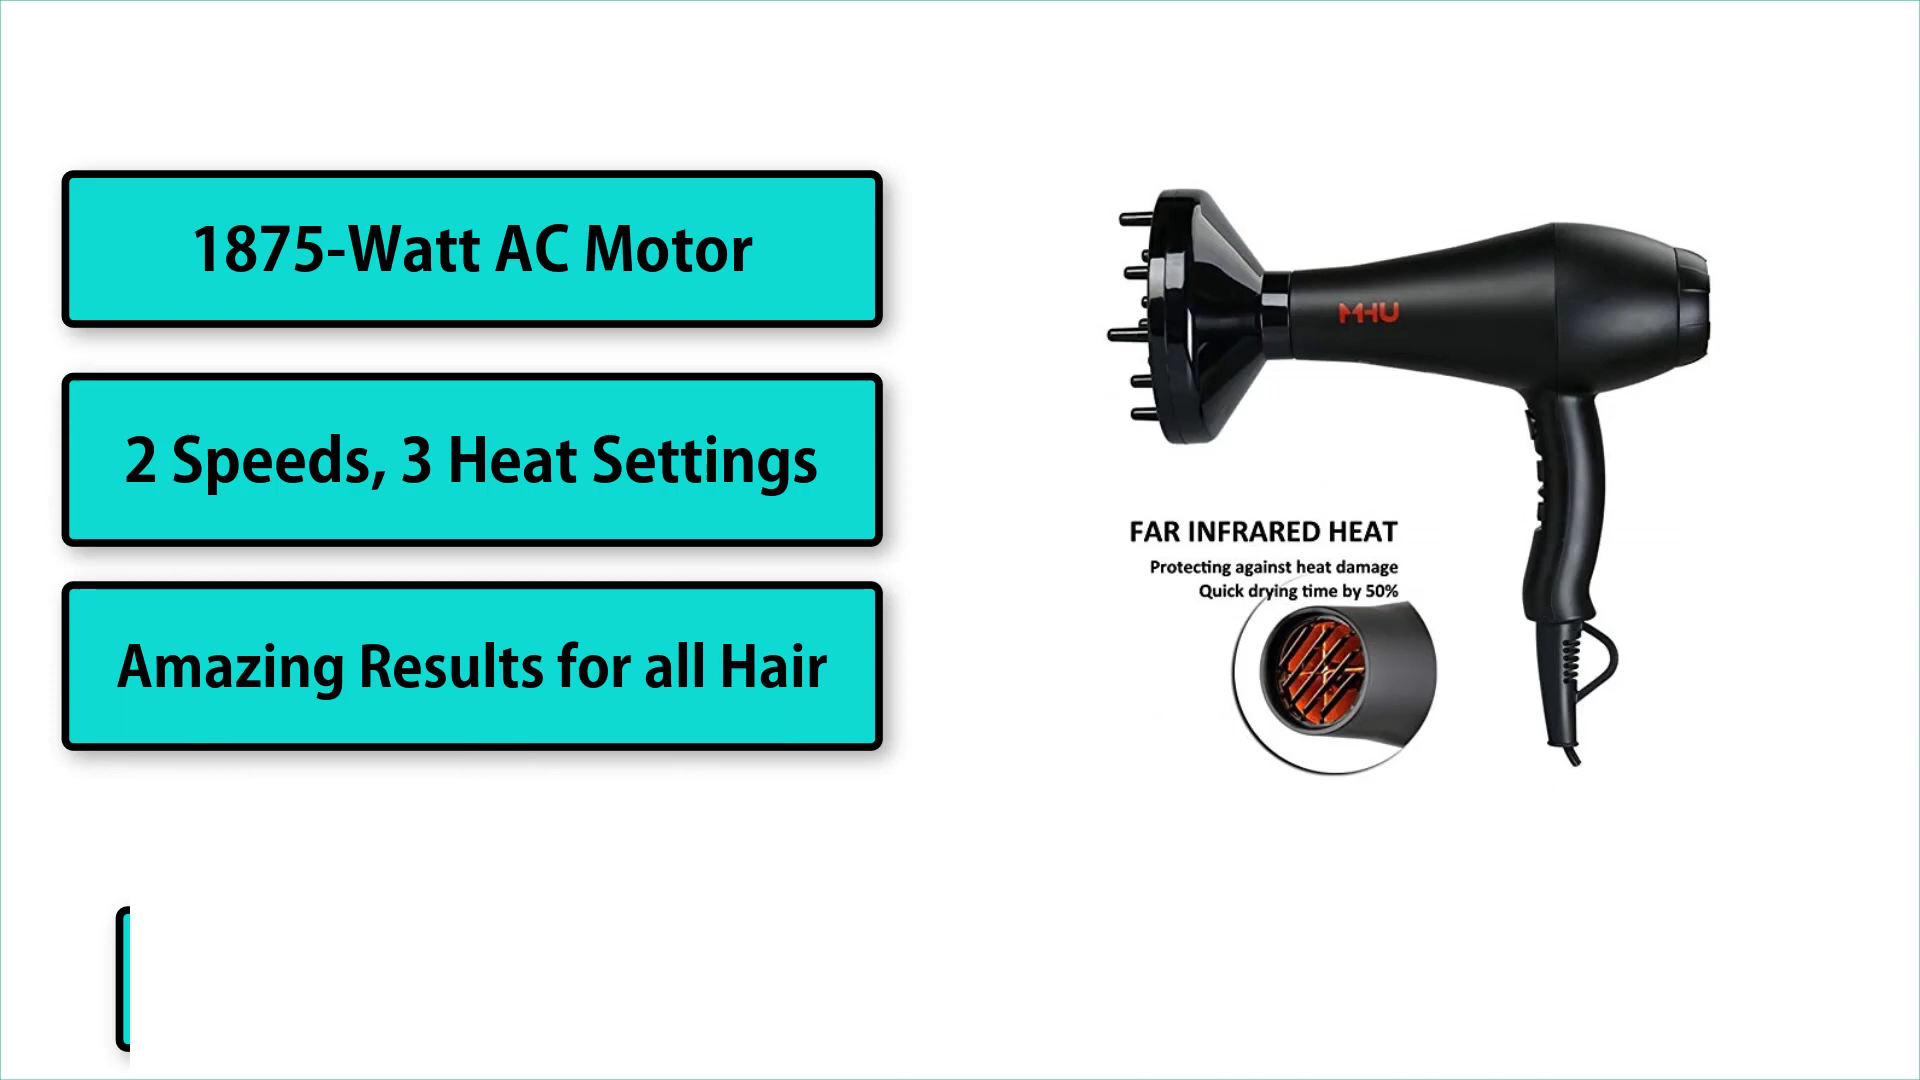 1875-Watt AC Motor
2 Speeds, 3 Heat Settings
Amazing Results for all Hair
MHU
FAR INFRARED HEAT
Protecting against heat damage
Quick drying time by 50%